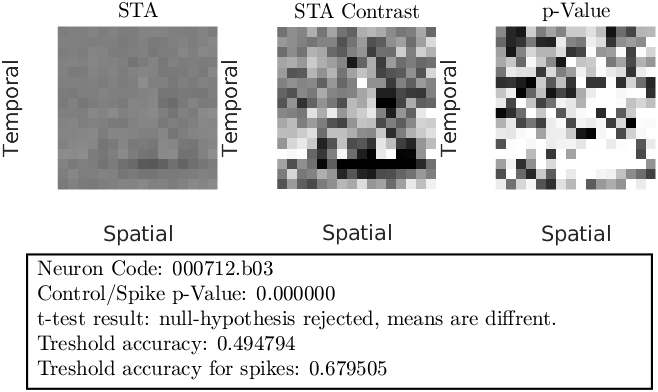 STA
STA Contrast
p-Value
Temporal
Temporal
Temporal
Spatial
Spatial
Spatial
Neuron Code: 000712.b03
Control/Spike p-Value: 0.000000
t-test result: null-hypothesis rejected, means are diffrent.
Treshold accuracy: 0.494794
Treshold accuracy for spikes: 0.679505